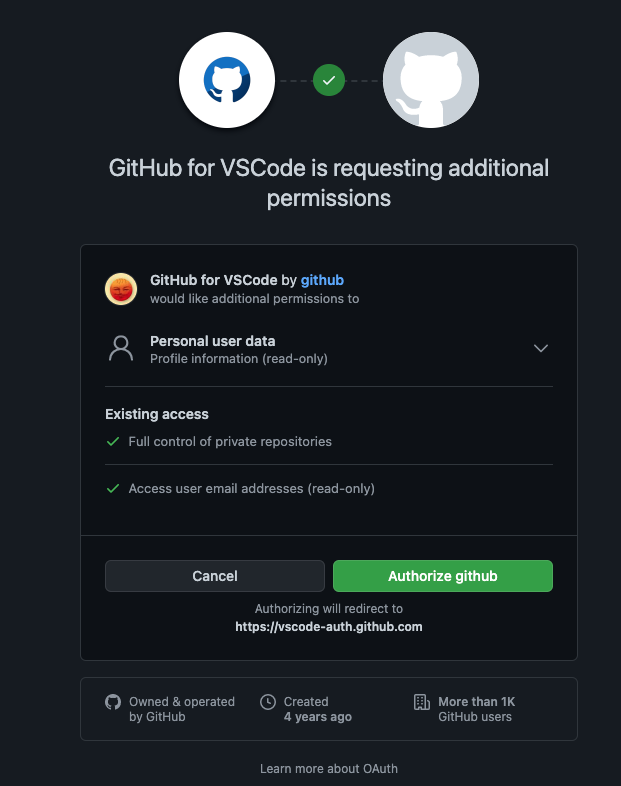 GitHub for VSCode is requesting additional
permissions
GitHub for VSCode by github
would like additional permissions to
Personal user data
Profile information (read-only)
Existing access
Full control of private repositories
Access user email addresses (read-only)
Cancel
Authorize github
Authorizing will redirect to
https://vscode-auth.github.com
Owned & operated
by GitHub
Created
4 years ago
More than 1K
GitHub users
Learn more about OAuth